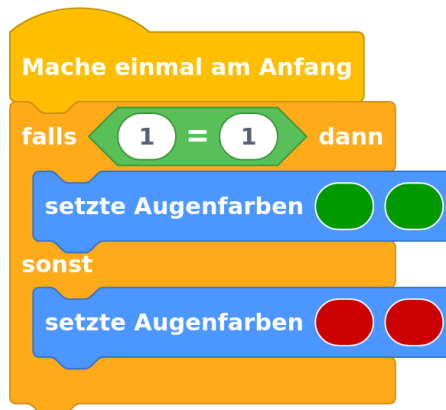 Mache einmal am Anfang
falls 1 = 1 dann
setzte Augenfarben
sonst
setzte Augenfarben